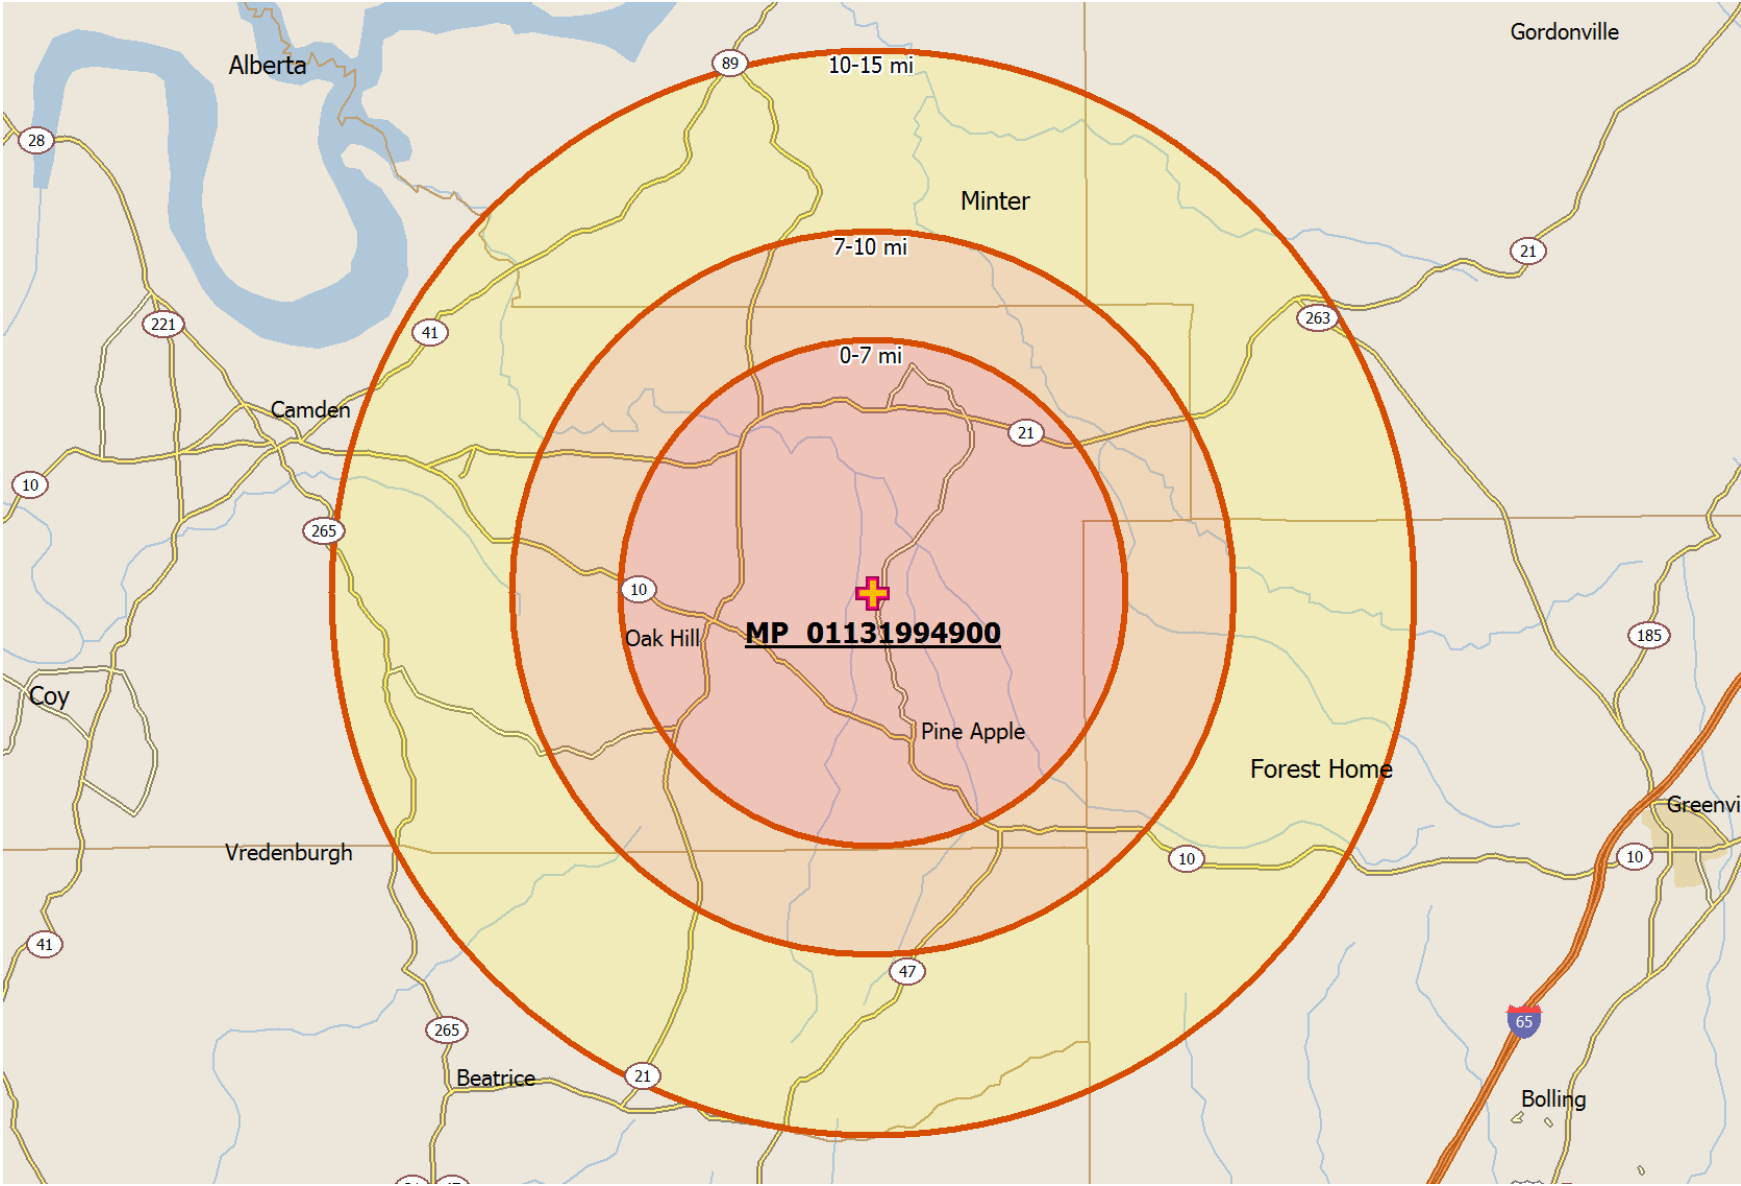 Gordonville
Alberta
89
10-15 mi
28
Minter
7-10 mi
21
221
41
263
0-7 mi
Camden
21
10
265
10
Oak Hill
MP 01131994900
185
Coy
Pine Apple
Forest Home
Greenvi
Vredenburgh
10
10
41
47
65
265
21
Beatrice
Bolling